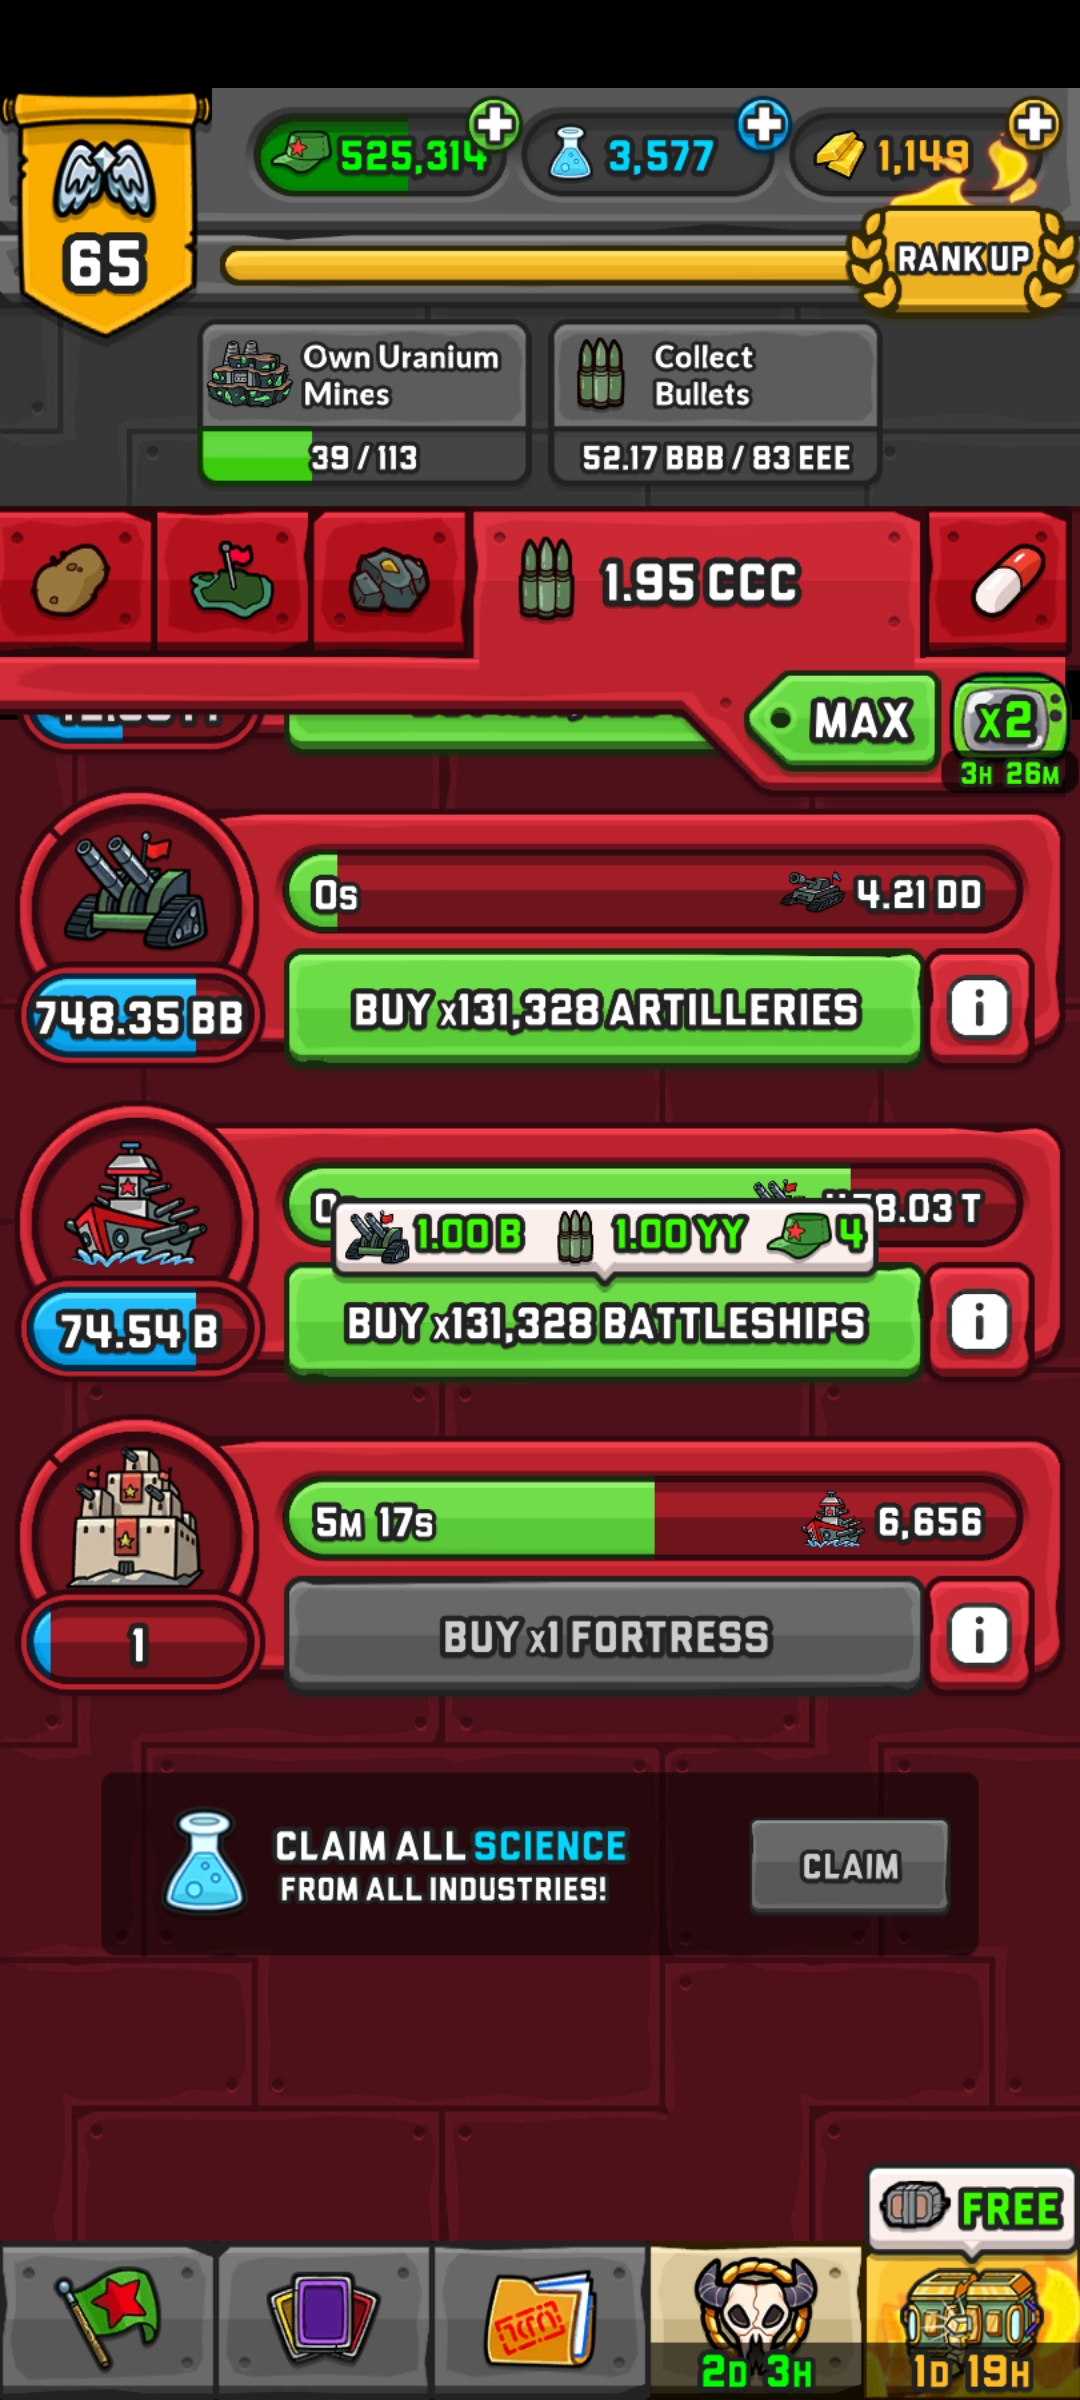 525,314
3,577
1,149
65
RANK UP
Own Uranium
Mines
39 / 113
Collect
Bullets
52.17 BBB / 83 EEE
1.95 CCC
MAX
x2
3H 26M
0s
4.21 DD
748.35 BB
BUY x131,328 ARTILLERIES
i
8.03 T
1.00 B
1.00 YY
4
74.54 B
BUY x131,328 BATTLESHIPS
i
5M 17s
6,656
1
BUY x1 FORTRESS
i
CLAIM ALL SCIENCE
FROM ALL INDUSTRIES!
CLAIM
FREE
2D 3H
1D 19H